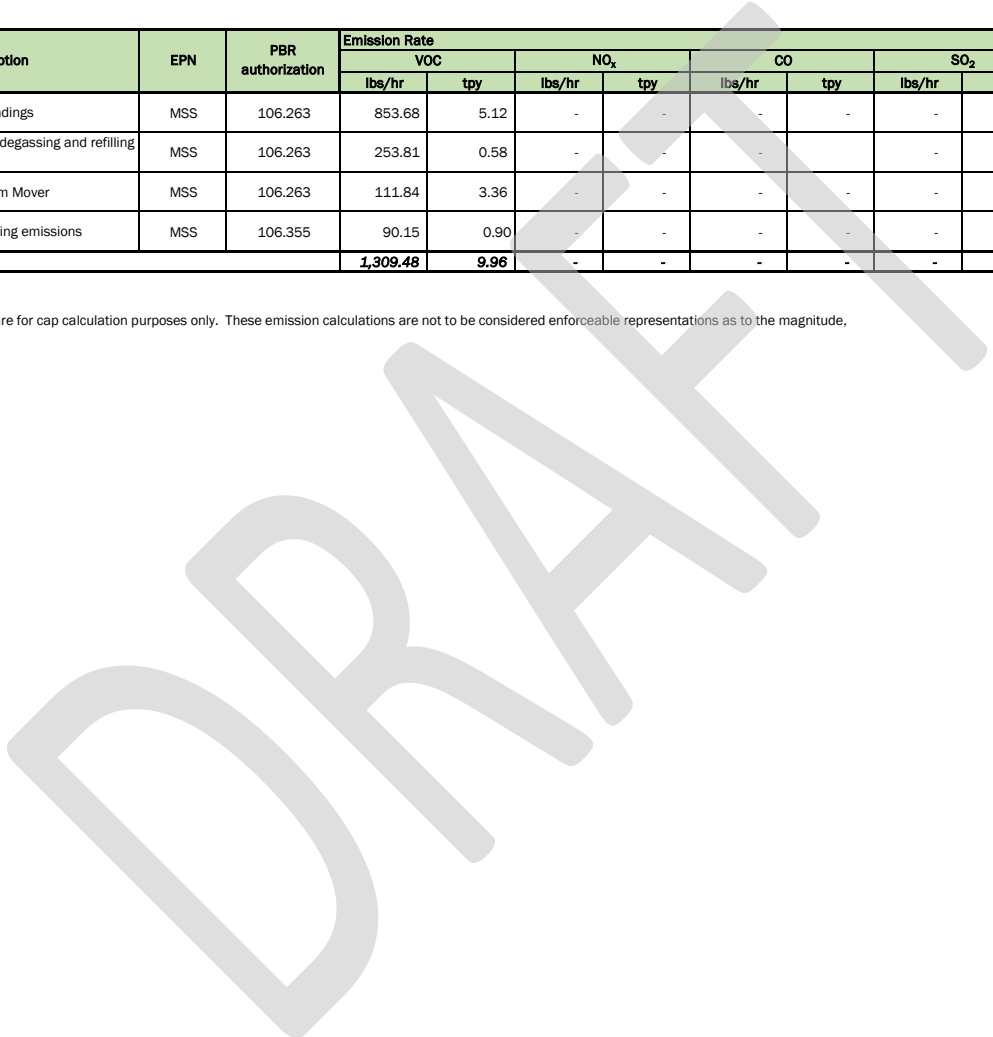 Emission Rate
ption EPN PBR authorization VOC NOx CO SO2
lbs/hr tpy lbs/hr tpy lbs/hr tpy lbs/hr
dings MSS 106.263 853.68 5.12 - - - - -
degassing and refilling MSS 106.263 253.81 0.58 - - - -
m Mover MSS 106.263 111.84 3.36 - - - - -
ing emissions MSS 106.355 90.15 0.90 - - - - -
1,309.48 9.96 - - - - -
re for cap calculation purposes only. These emission calculations are not to be considered enforceable representations as to the magnitude,
DRAFT